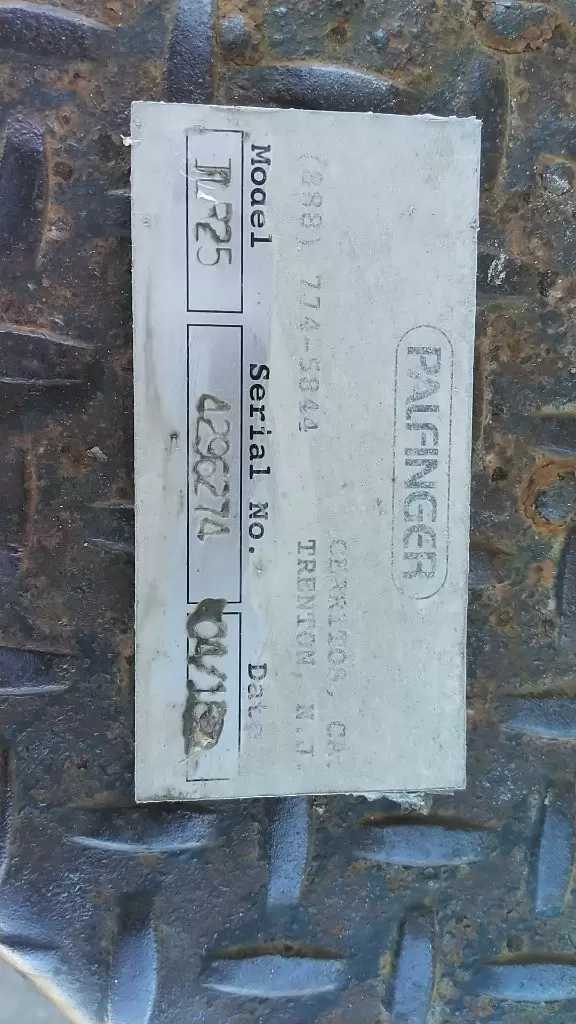 PALFINGER
CERRITOS, CA.
(888) 774-5844 TRENTON, N.J.
Model Serial No. Date
4296274